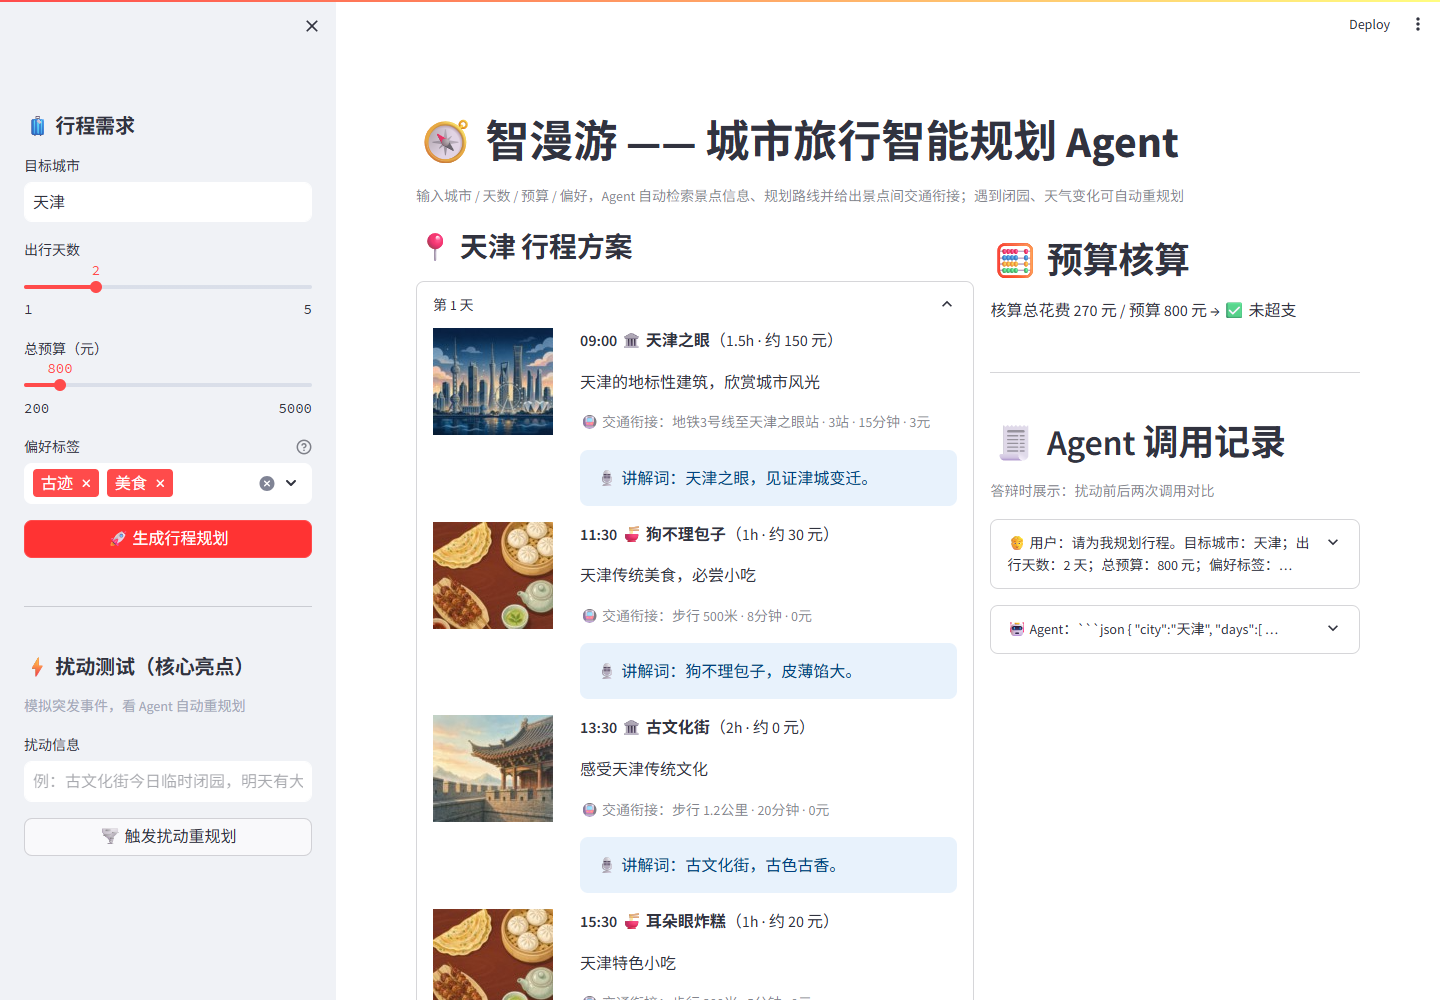 行程需求
目标城市
天津
出行天数
2
1
5
总预算（元）
800
200
5000
偏好标签
古迹
美食
生成行程规划
扰动测试（核心亮点）
模拟突发事件，看 Agent 自动重规划
扰动信息
例：古文化街今日临时闭园，明天有大
触发扰动重规划
Deploy
智漫游 —— 城市旅行智能规划 Agent
输入城市 / 天数 / 预算 / 偏好，Agent 自动检索景点信息、规划路线并给出景点间交通衔接；遇到闭园、天气变化可自动重规划
天津 行程方案
第 1 天
09:00 🏛️ 天津之眼（1.5h · 约 150 元）
天津的地标性建筑，欣赏城市风光
交通衔接：地铁3号线至天津之眼站 · 3站 · 15分钟 · 3元
讲解词：天津之眼，见证津城变迁。
11:30 🍜 狗不理包子（1h · 约 30 元）
天津传统美食，必尝小吃
交通衔接：步行 500米 · 8分钟 · 0元
讲解词：狗不理包子，皮薄馅大。
13:30 🏛️ 古文化街（2h · 约 0 元）
感受天津传统文化
交通衔接：步行 1.2公里 · 20分钟 · 0元
讲解词：古文化街，古色古香。
15:30 🍜 耳朵眼炸糕（1h · 约 20 元）
天津特色小吃
预算核算
核算总花费 270 元 / 预算 800 元 → ✅ 未超支
Agent 调用记录
答辩时展示：扰动前后两次调用对比
用户：请为我规划行程。目标城市：天津；出
行天数：2 天；总预算：800 元；偏好标签：…
Agent：```json { "city":"天津", "days":[ …